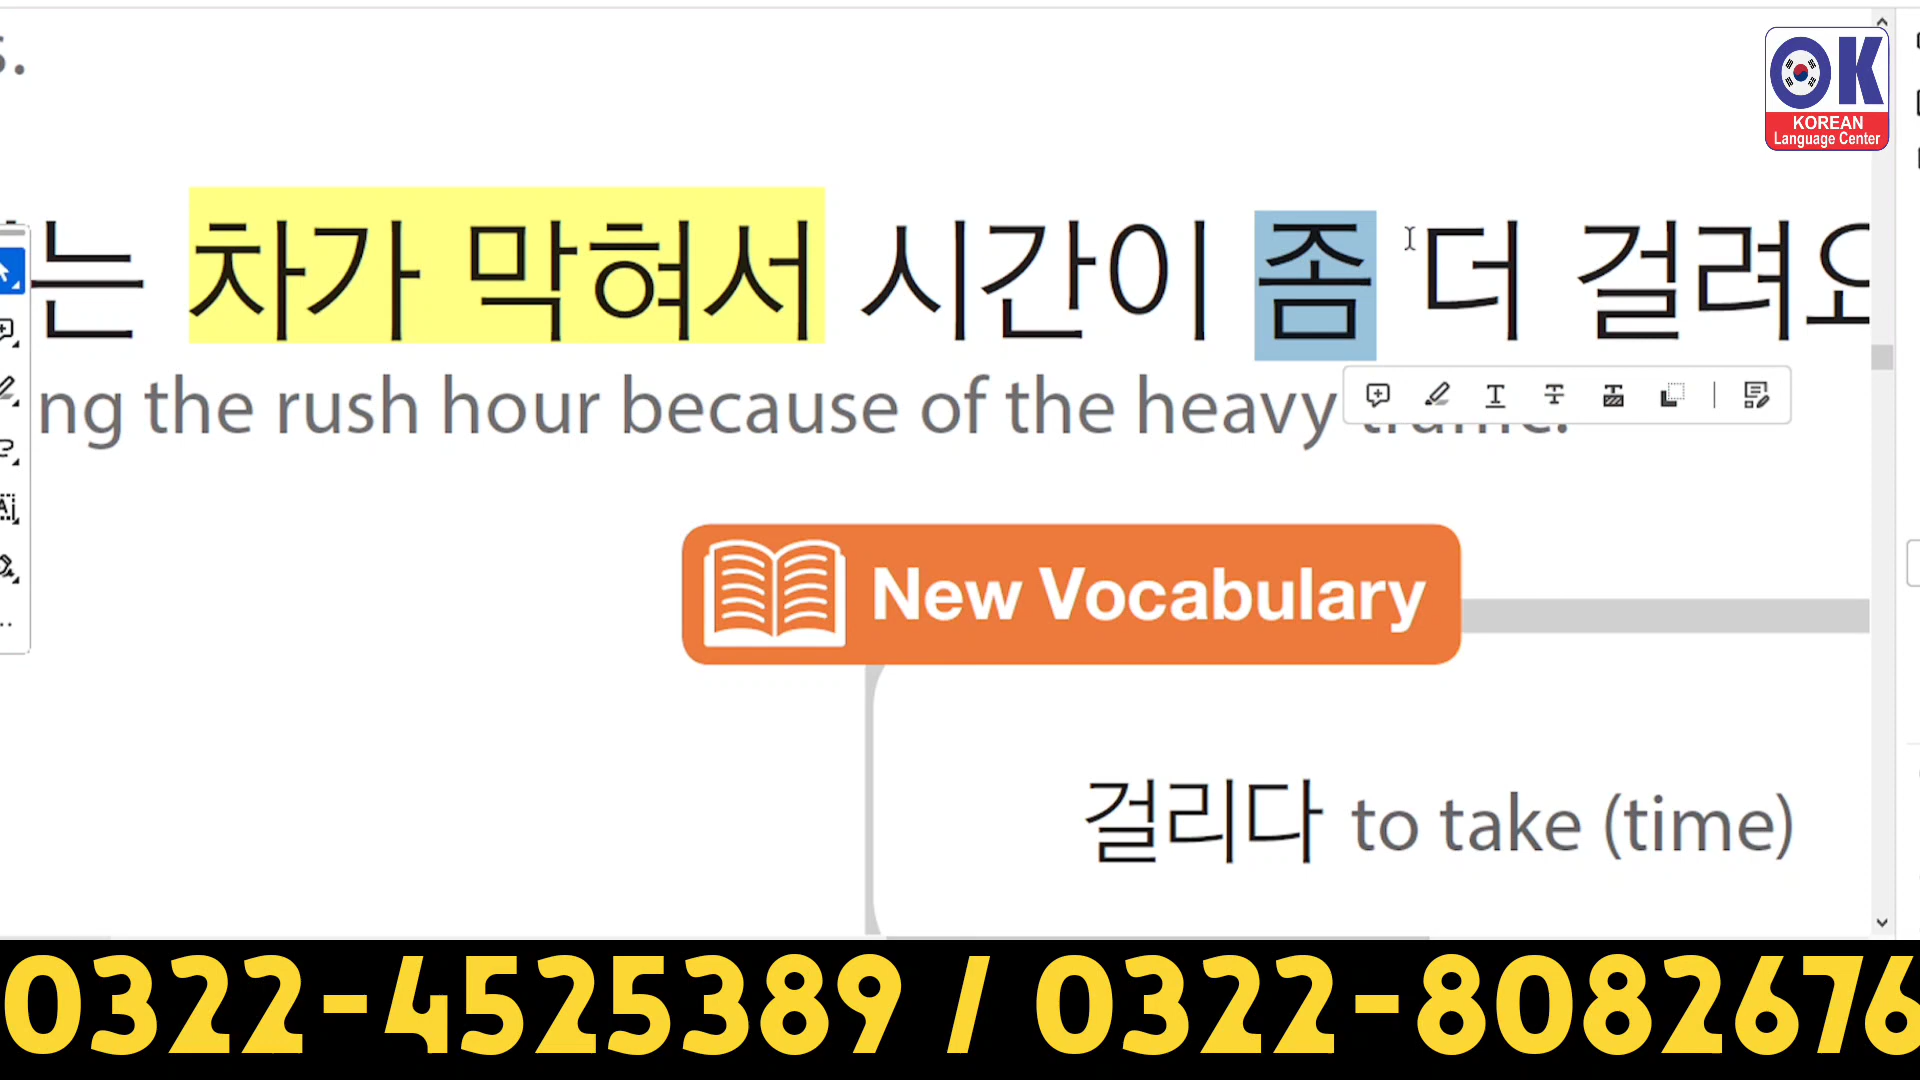 OK
KOREAN
Language Center
는 차가 막혀서 시간이 좀 더 걸려요
ng the rush hour because of the heavy traffic.
New Vocabulary
걸리다 to take (time)
0322-4525389 / 0322-8082676